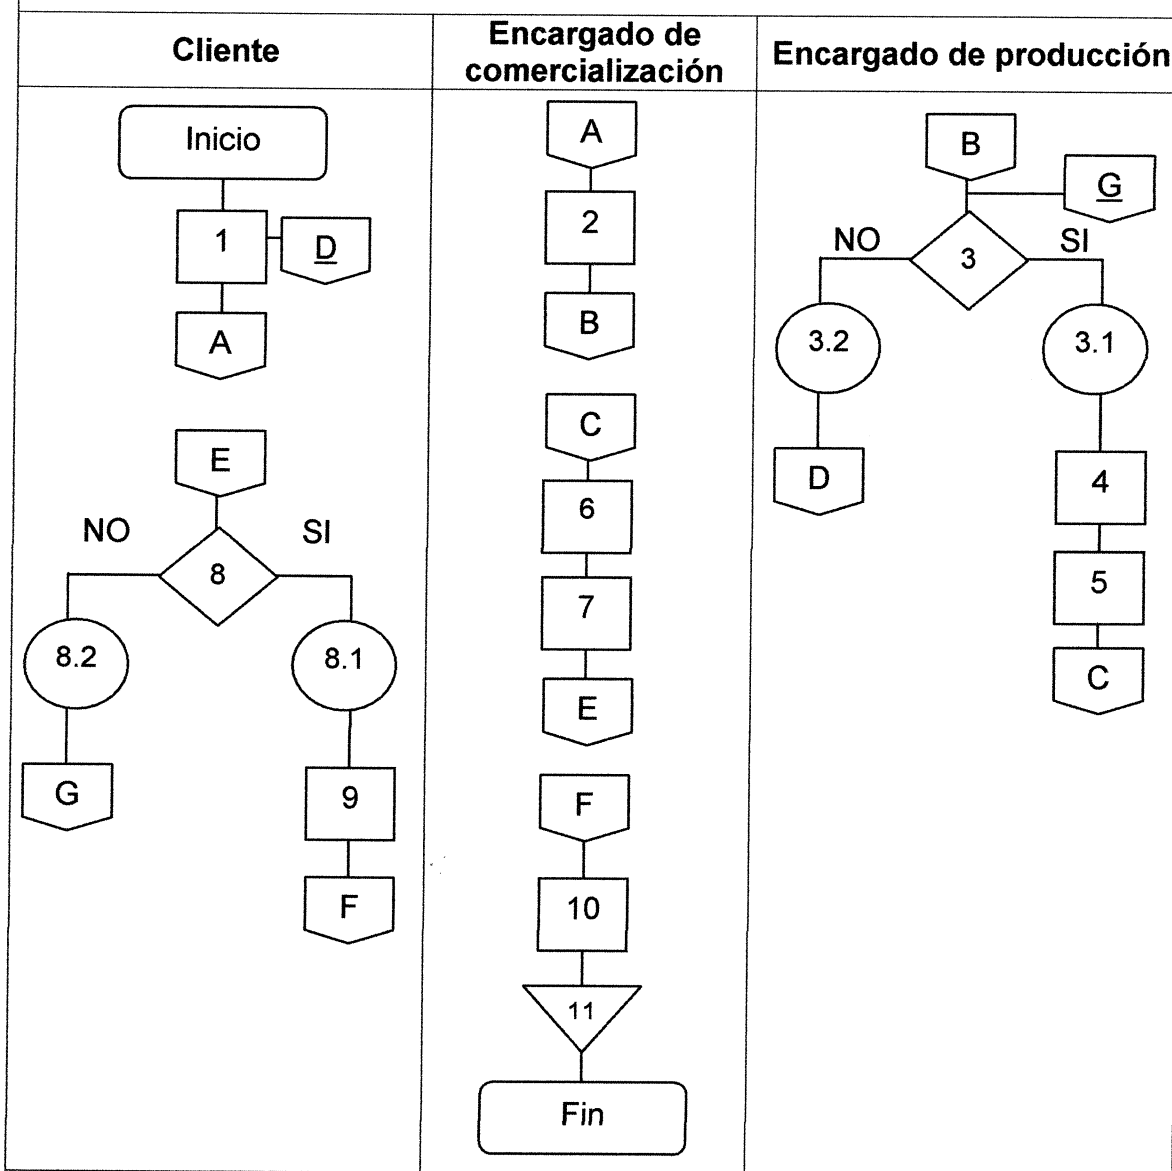 Cliente
Encargado de
comercialización
Encargado de producción
Inicio
1
D
A
E
NO
SI
8
8.2
8.1
G
9
F
A
2
B
C
6
7
E
F
10
11
Fin
B
G
NO
SI
3
3.2
3.1
D
4
5
C